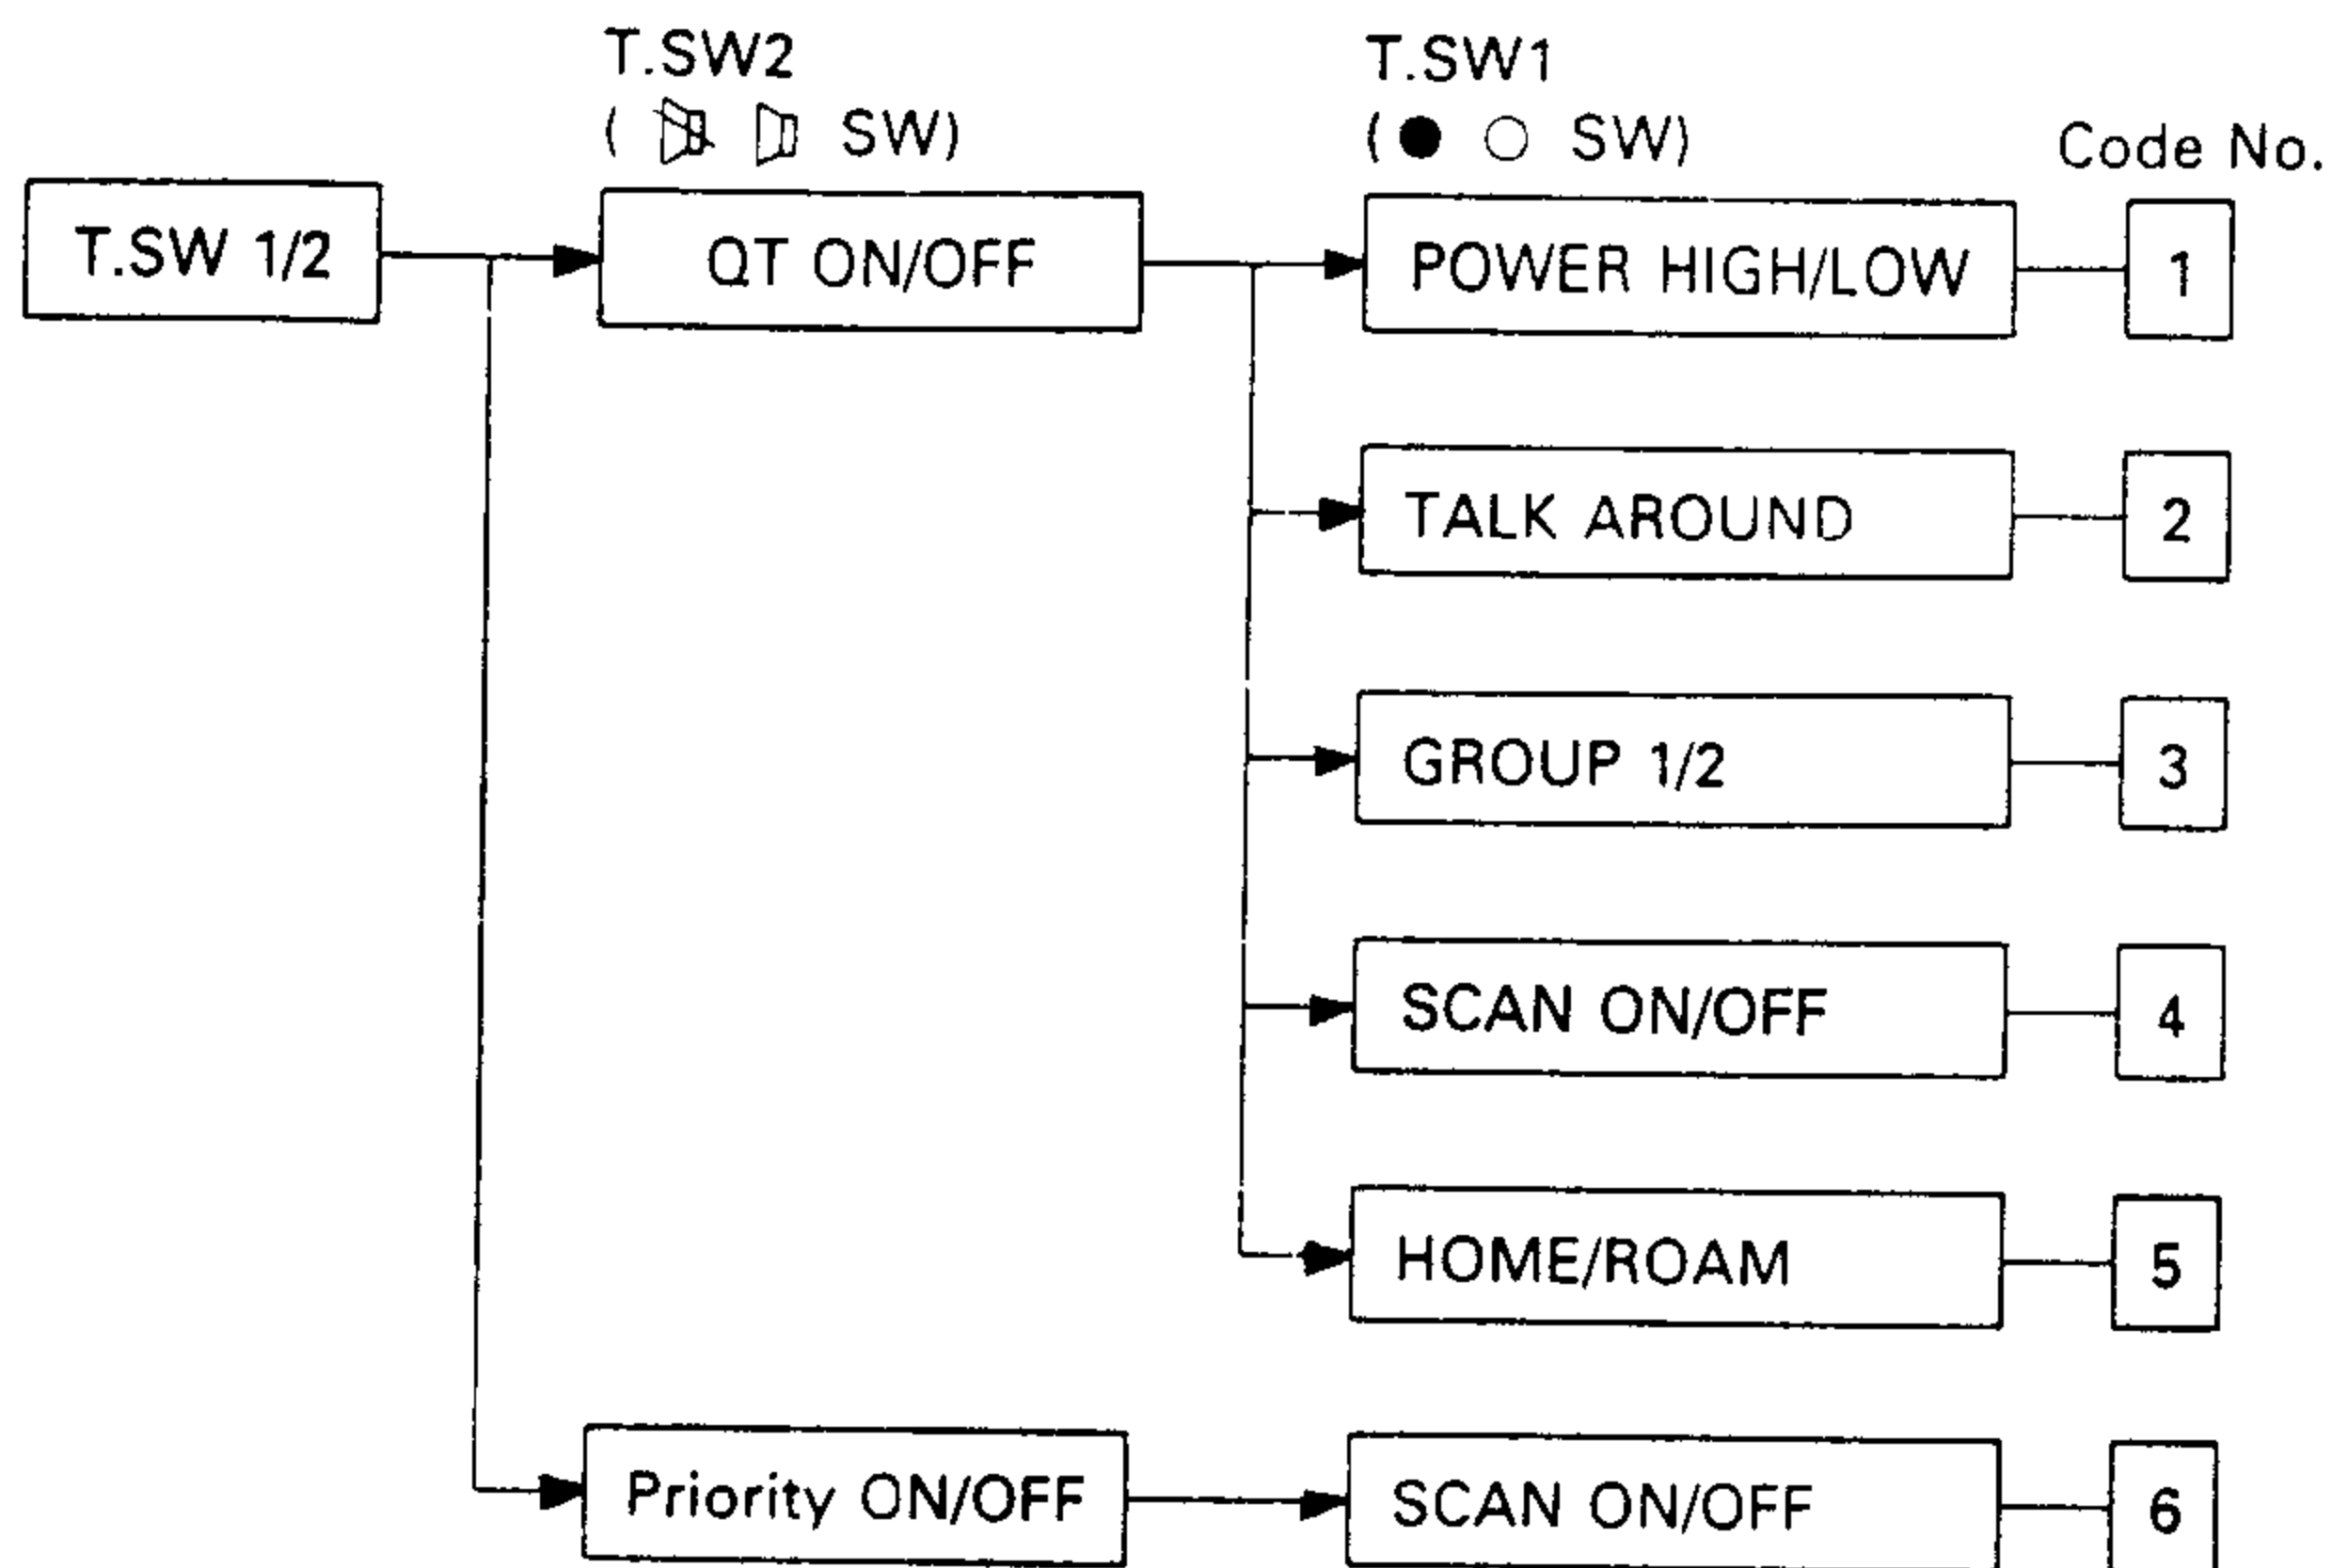 T.SW2
( SW)
T.SW1
(● ○ SW)
Code No.
T.SW 1/2
QT ON/OFF
POWER HIGH/LOW
1
TALK AROUND
2
GROUP 1/2
3
SCAN ON/OFF
4
HOME/ROAM
5
Priority ON/OFF
SCAN ON/OFF
6